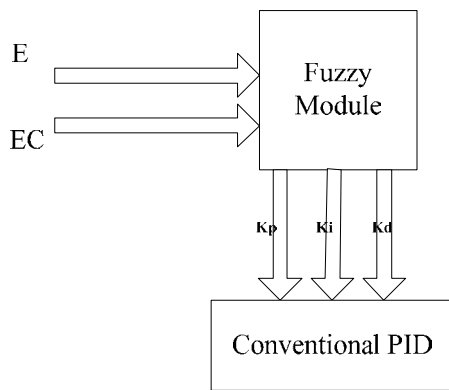 E
EC
Fuzzy
Module
Kp Ki Kd
Conventional PID